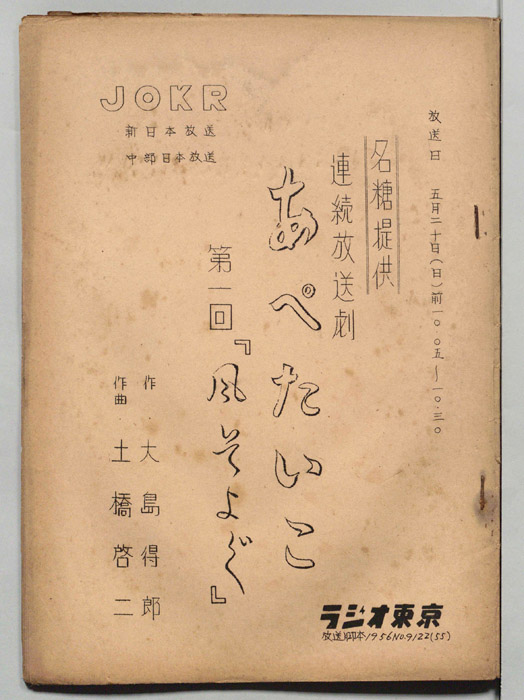 放送日 五月二十日(日)前一〇・〇五~一〇・三〇
名糖提供
連続放送劇
あぺたいこ
第一回『風そよぐ』
作 大島得郎
作曲 土橋啓二
JOKR
新日本放送
中部日本放送
ラジオ東京
放送脚本1956NO.9122(55)